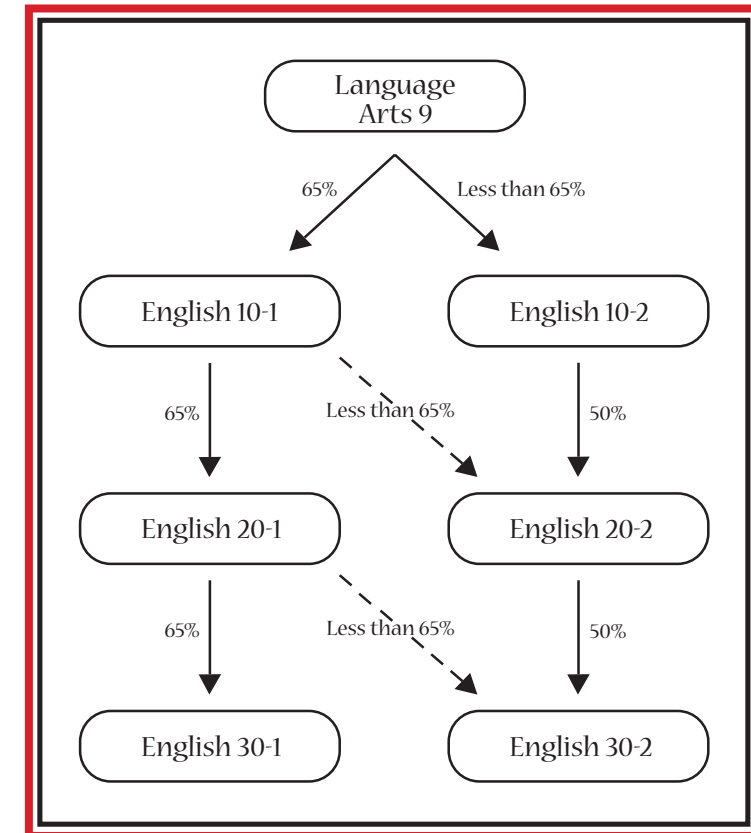 Language
Arts 9
65%
Less than 65%
English 10-1
English 10-2
65%
Less than 65%
50%
English 20-1
English 20-2
65%
Less than 65%
50%
English 30-1
English 30-2